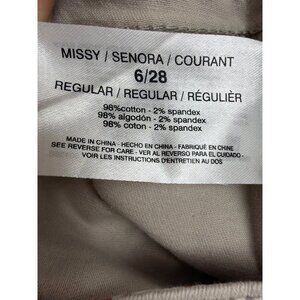 MISSY / SENORA / COURANT
6/28
REGULAR / REGULAR / RÉGULIÈR
98%cotton - 2% spandex
98% algodón - 2% spandex
98% coton - 2% spandex
MADE IN CHINA - HECHO EN CHINA - FABRIQUÉ EN CHINE
SEE REVERSE FOR CARE - VER AL REVERSO PARA EL CUIDADO -
VOIR LES INSTRUCTIONS D'ENTRETIEN AU DOS